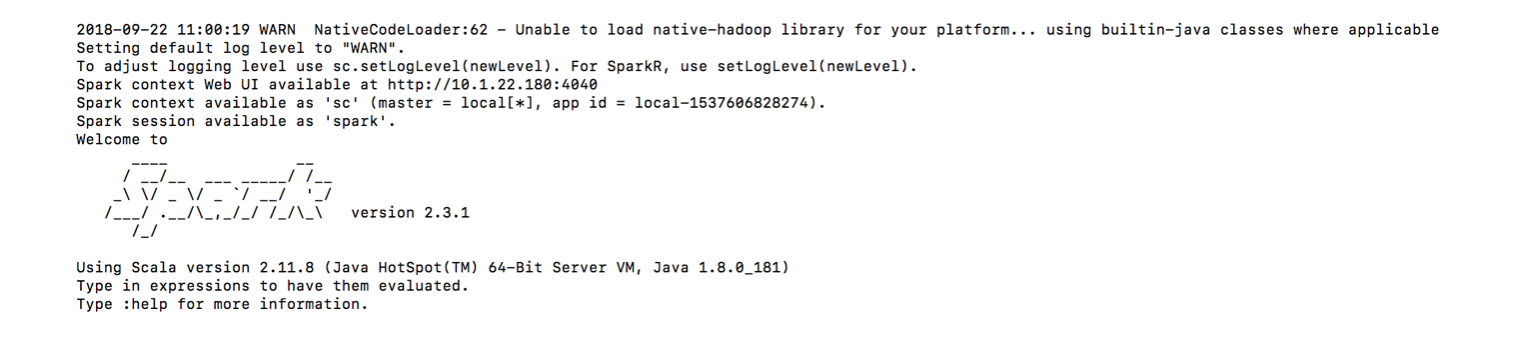 2018-09-22 11:00:19 WARN  NativeCodeLoader:62 - Unable to load native-hadoop library for your platform... using builtin-java classes where applicable
Setting default log level to "WARN".
To adjust logging level use sc.setLogLevel(newLevel). For SparkR, use setLogLevel(newLevel).
Spark context Web UI available at http://10.1.22.180:4040
Spark context available as 'sc' (master = local[*], app id = local-1537606828274).
Spark session available as 'spark'.
Welcome to
      ____              __
     / __/__  ___ _____/ /__
    _\ \/ _ \/ _ `/ __/  '_/
   /___/ .__/\_,_/_/ /_/\_\   version 2.3.1
      /_/
Using Scala version 2.11.8 (Java HotSpot(TM) 64-Bit Server VM, Java 1.8.0_181)
Type in expressions to have them evaluated.
Type :help for more information.